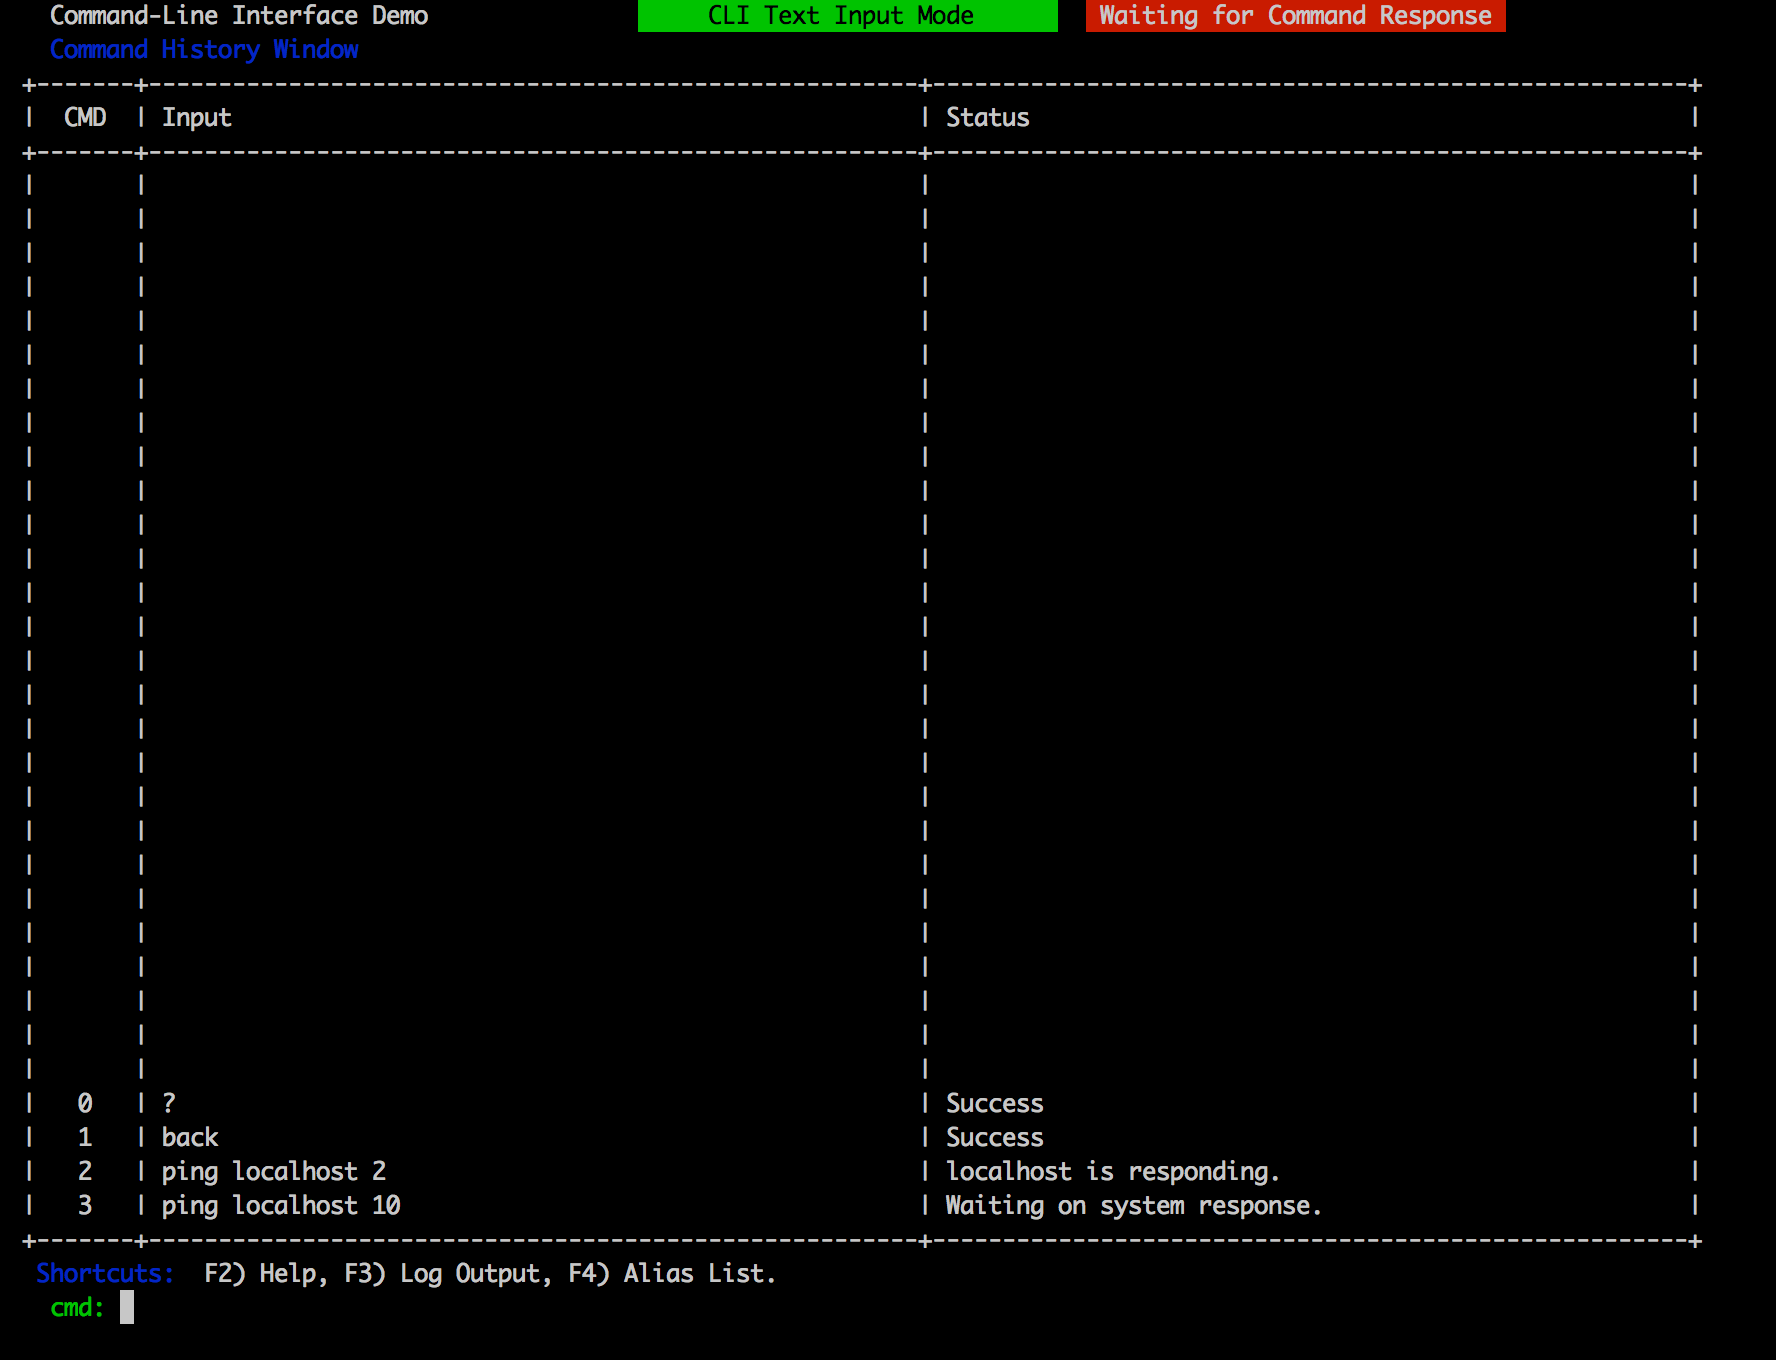 Command-Line Interface Demo CLI Text Input Mode Waiting for Command Response
Command History Window
+-------+-------------------------------------------------------+------------------------------------------------------+
| CMD | Input | Status |
+-------+-------------------------------------------------------+------------------------------------------------------+
| 0 | ? | Success |
| 1 | back | Success |
| 2 | ping localhost 2 | localhost is responding. |
| 3 | ping localhost 10 | Waiting on system response. |
+-------+-------------------------------------------------------+------------------------------------------------------+
Shortcuts: F2) Help, F3) Log Output, F4) Alias List.
cmd: